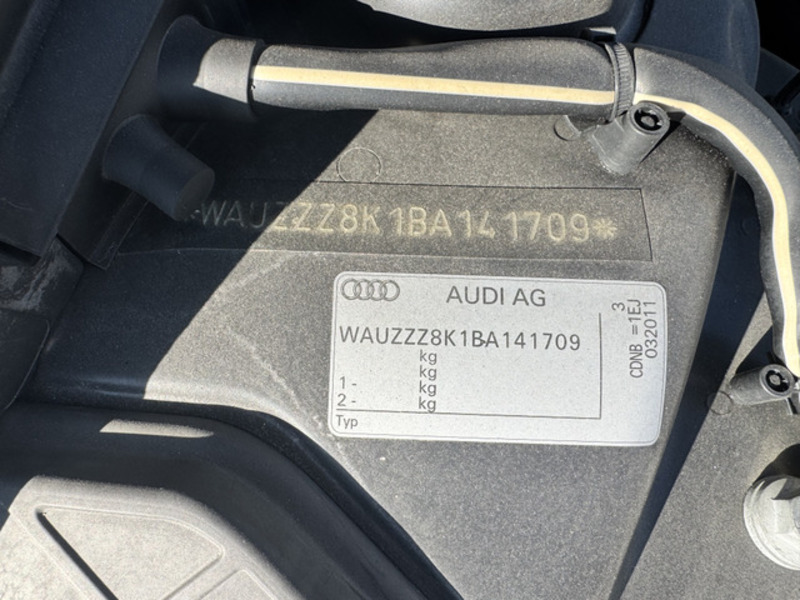 WAUZZZ8K1BA141709*
AUDI AG
WAUZZZ8K1BA141709
kg
kg
1- kg
2- kg
Typ
3
CDNB =1EJ
032011